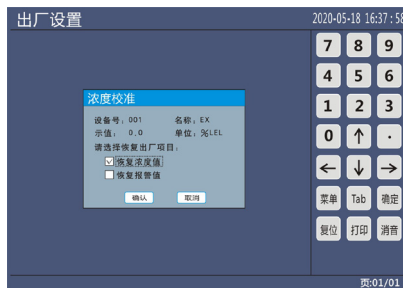 出厂设置
2020-05-18 16:37:58
浓度校准
设备号：001 名称：EX
示值： 0.0 单位：%LEL
请选择恢复出厂项目：
恢复浓度值
恢复报警值
确认 取消
7 8 9
4 5 6
1 2 3
0 ↑ ·
← ↓ →
菜单 Tab 确定
复位 打印 消音
页:01/01